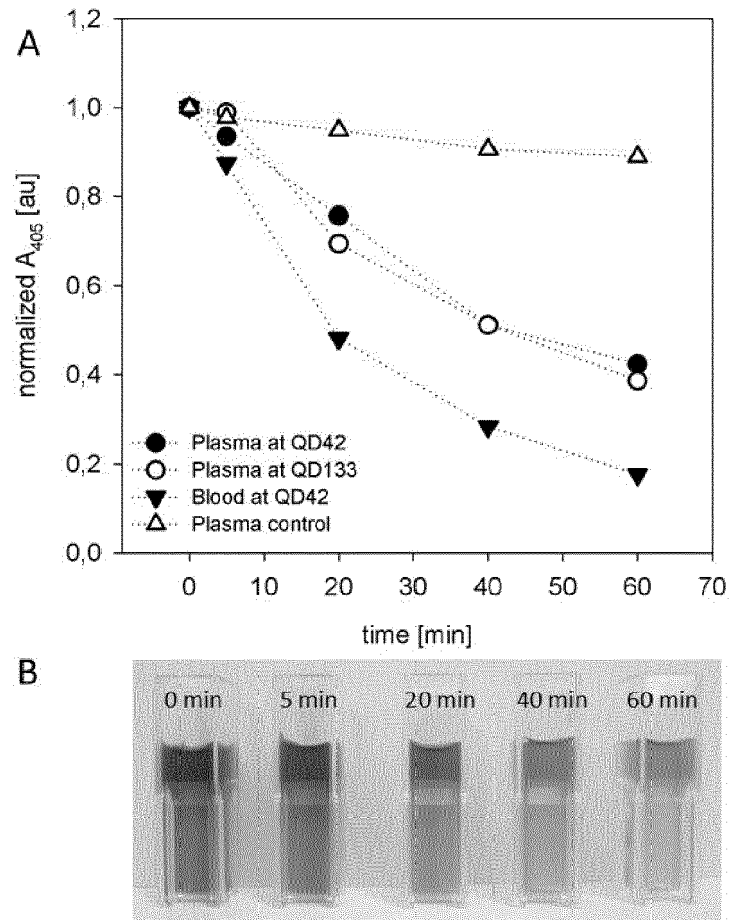 A
1,2
1,0
0,8
0,6
0,4
0,2
0,0
normalized A405 [au]
Plasma at QD42
Plasma at QD133
Blood at QD42
Plasma control
0 10 20 30 40 50 60 70
time [min]
B
0 min 5 min 20 min 40 min 60 min